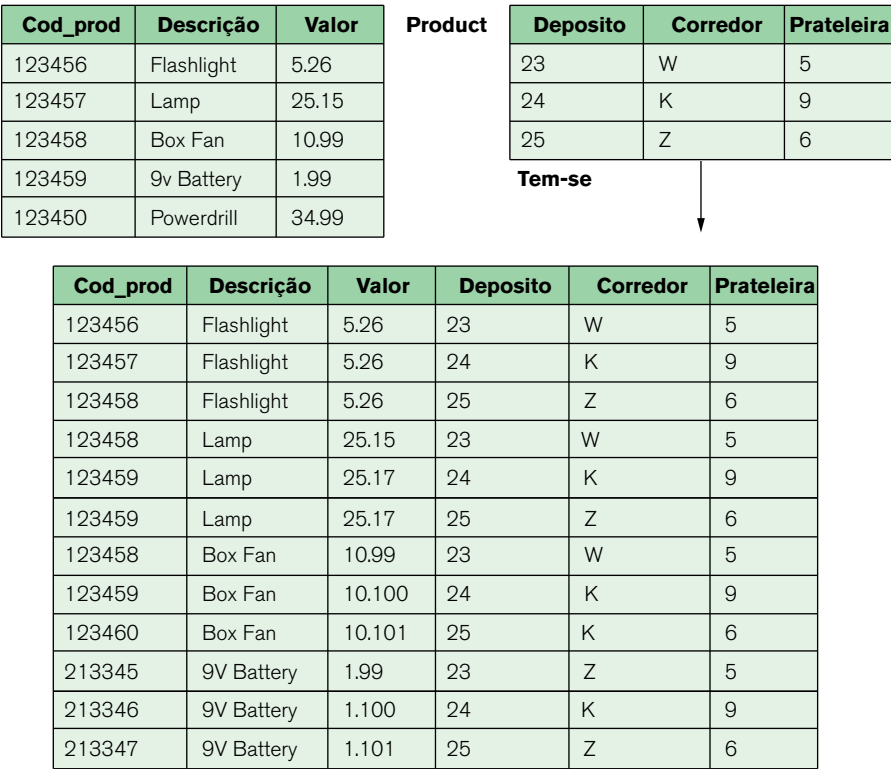 Cod_prod Descrição Valor Product Deposito Corredor Prateleira
123456 Flashlight 5.26 23 W 5
123457 Lamp 25.15 24 K 9
123458 Box Fan 10.99 25 Z 6
123459 9v Battery 1.99 Tem-se
123450 Powerdrill 34.99
Cod_prod Descrição Valor Deposito Corredor Prateleira
123456 Flashlight 5.26 23 W 5
123457 Flashlight 5.26 24 K 9
123458 Flashlight 5.26 25 Z 6
123458 Lamp 25.15 23 W 5
123459 Lamp 25.17 24 K 9
123459 Lamp 25.17 25 Z 6
123458 Box Fan 10.99 23 W 5
123459 Box Fan 10.100 24 K 9
123460 Box Fan 10.101 25 K 6
213345 9V Battery 1.99 23 Z 5
213346 9V Battery 1.100 24 K 9
213347 9V Battery 1.101 25 Z 6